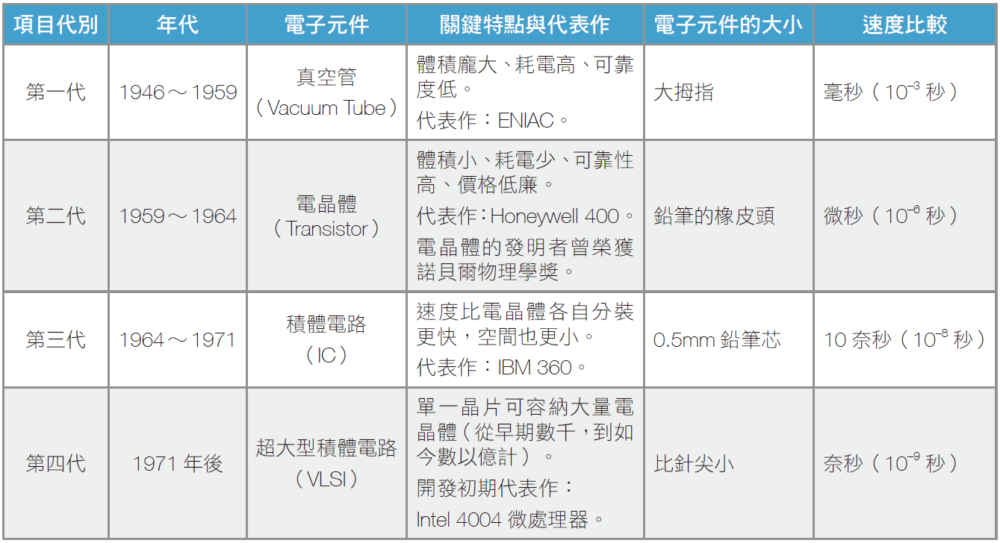 項目代別 年代 電子元件 關鍵特點與代表作 電子元件的大小 速度比較
第一代 1946～1959 真空管
（Vacuum Tube） 體積龐大、耗電高、可靠
度低。
代表作：ENIAC。 大拇指 毫秒（10⁻³ 秒）
第二代 1959～1964 電晶體
（Transistor） 體積小、耗電少、可靠性
高、價格低廉。
代表作：Honeywell 400。
電晶體的發明者曾榮獲
諾貝爾物理學獎。 鉛筆的橡皮頭 微秒（10⁻⁶ 秒）
第三代 1964～1971 積體電路
（IC） 速度比電晶體各自分裝
更快，空間也更小。
代表作：IBM 360。 0.5mm 鉛筆芯 10 奈秒（10⁻⁸ 秒）
第四代 1971 年後 超大型積體電路
（VLSI） 單一晶片可容納大量電
晶體（從早期數千，到如
今數以億計）。
開發初期代表作：
Intel 4004 微處理器。 比針尖小 奈秒（10⁻⁹ 秒）